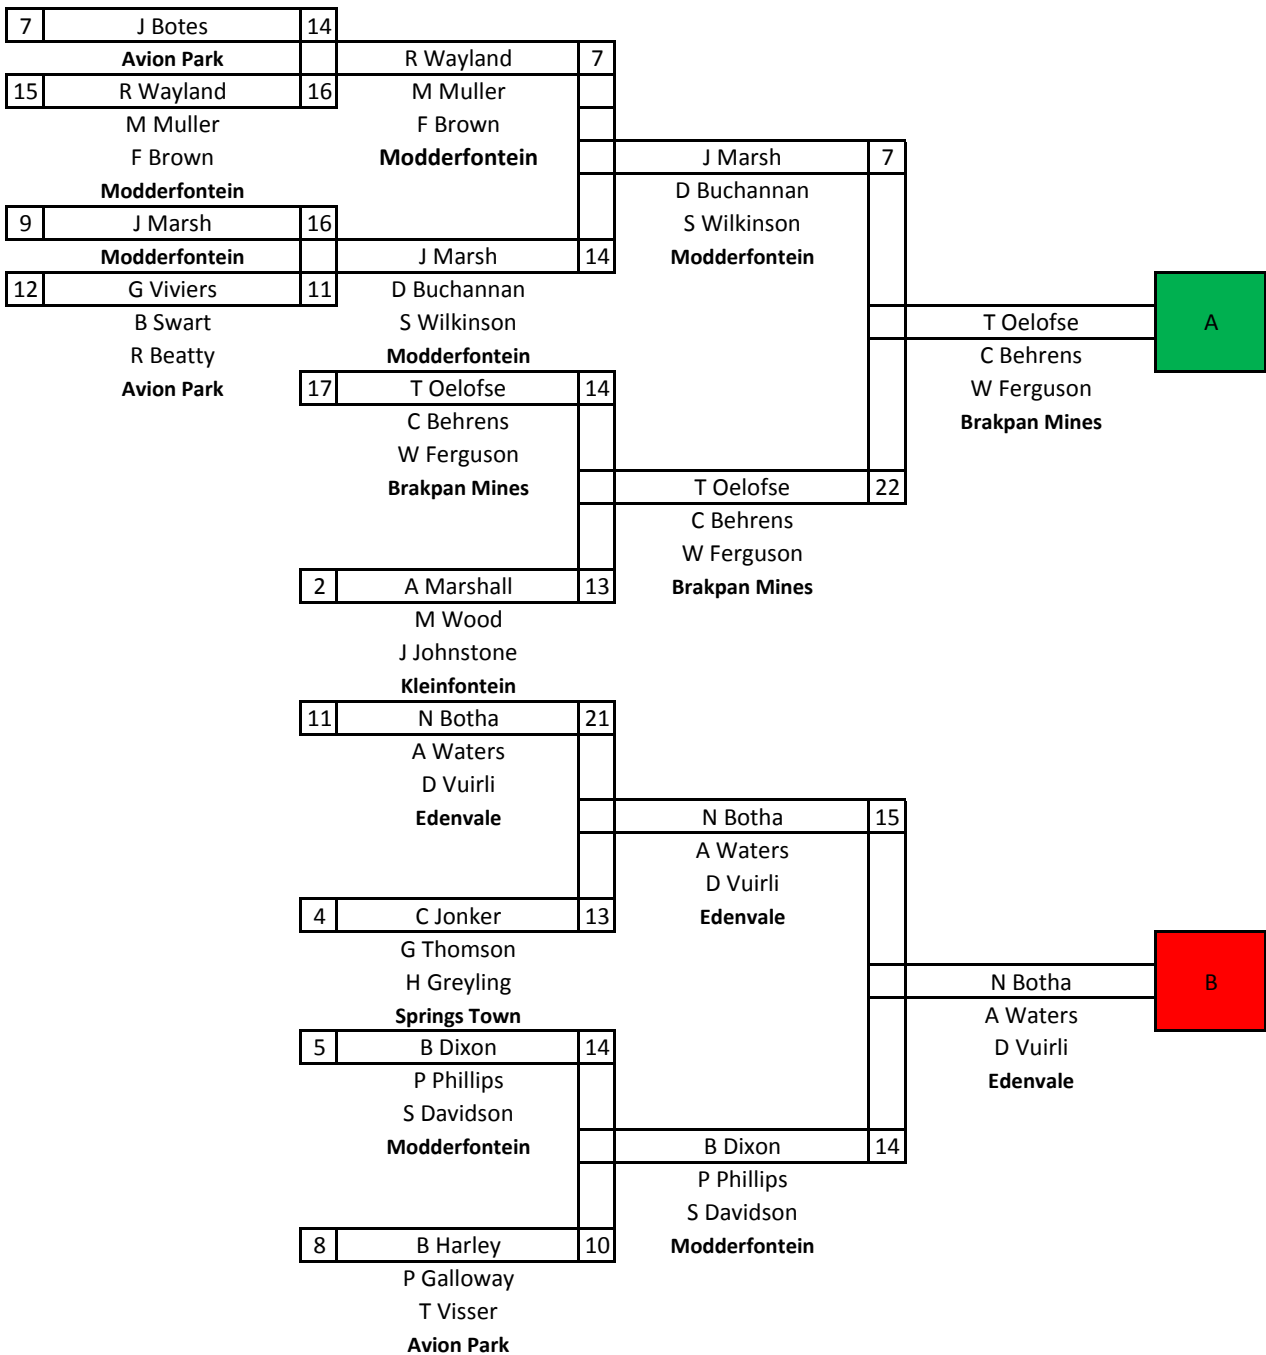 7 J Botes 14
Avion Park R Wayland 7
15 R Wayland 16 M Muller
M Muller F Brown
F Brown Modderfontein J Marsh 7
Modderfontein D Buchannan
9 J Marsh 16 S Wilkinson
Modderfontein J Marsh 14 Modderfontein
12 G Viviers 11 D Buchannan
B Swart S Wilkinson T Oelofse A
R Beatty Modderfontein C Behrens
Avion Park 17 T Oelofse 14 W Ferguson
C Behrens Brakpan Mines
W Ferguson
Brakpan Mines T Oelofse 22
C Behrens
W Ferguson
2 A Marshall 13 Brakpan Mines
M Wood
J Johnstone
Kleinfontein
11 N Botha 21
A Waters
D Vuirli
Edenvale N Botha 15
A Waters
D Vuirli
4 C Jonker 13 Edenvale
G Thomson
H Greyling N Botha B
Springs Town A Waters
5 B Dixon 14 D Vuirli
P Phillips Edenvale
S Davidson
Modderfontein B Dixon 14
P Phillips
S Davidson
8 B Harley 10 Modderfontein
P Galloway
T Visser
Avion Park